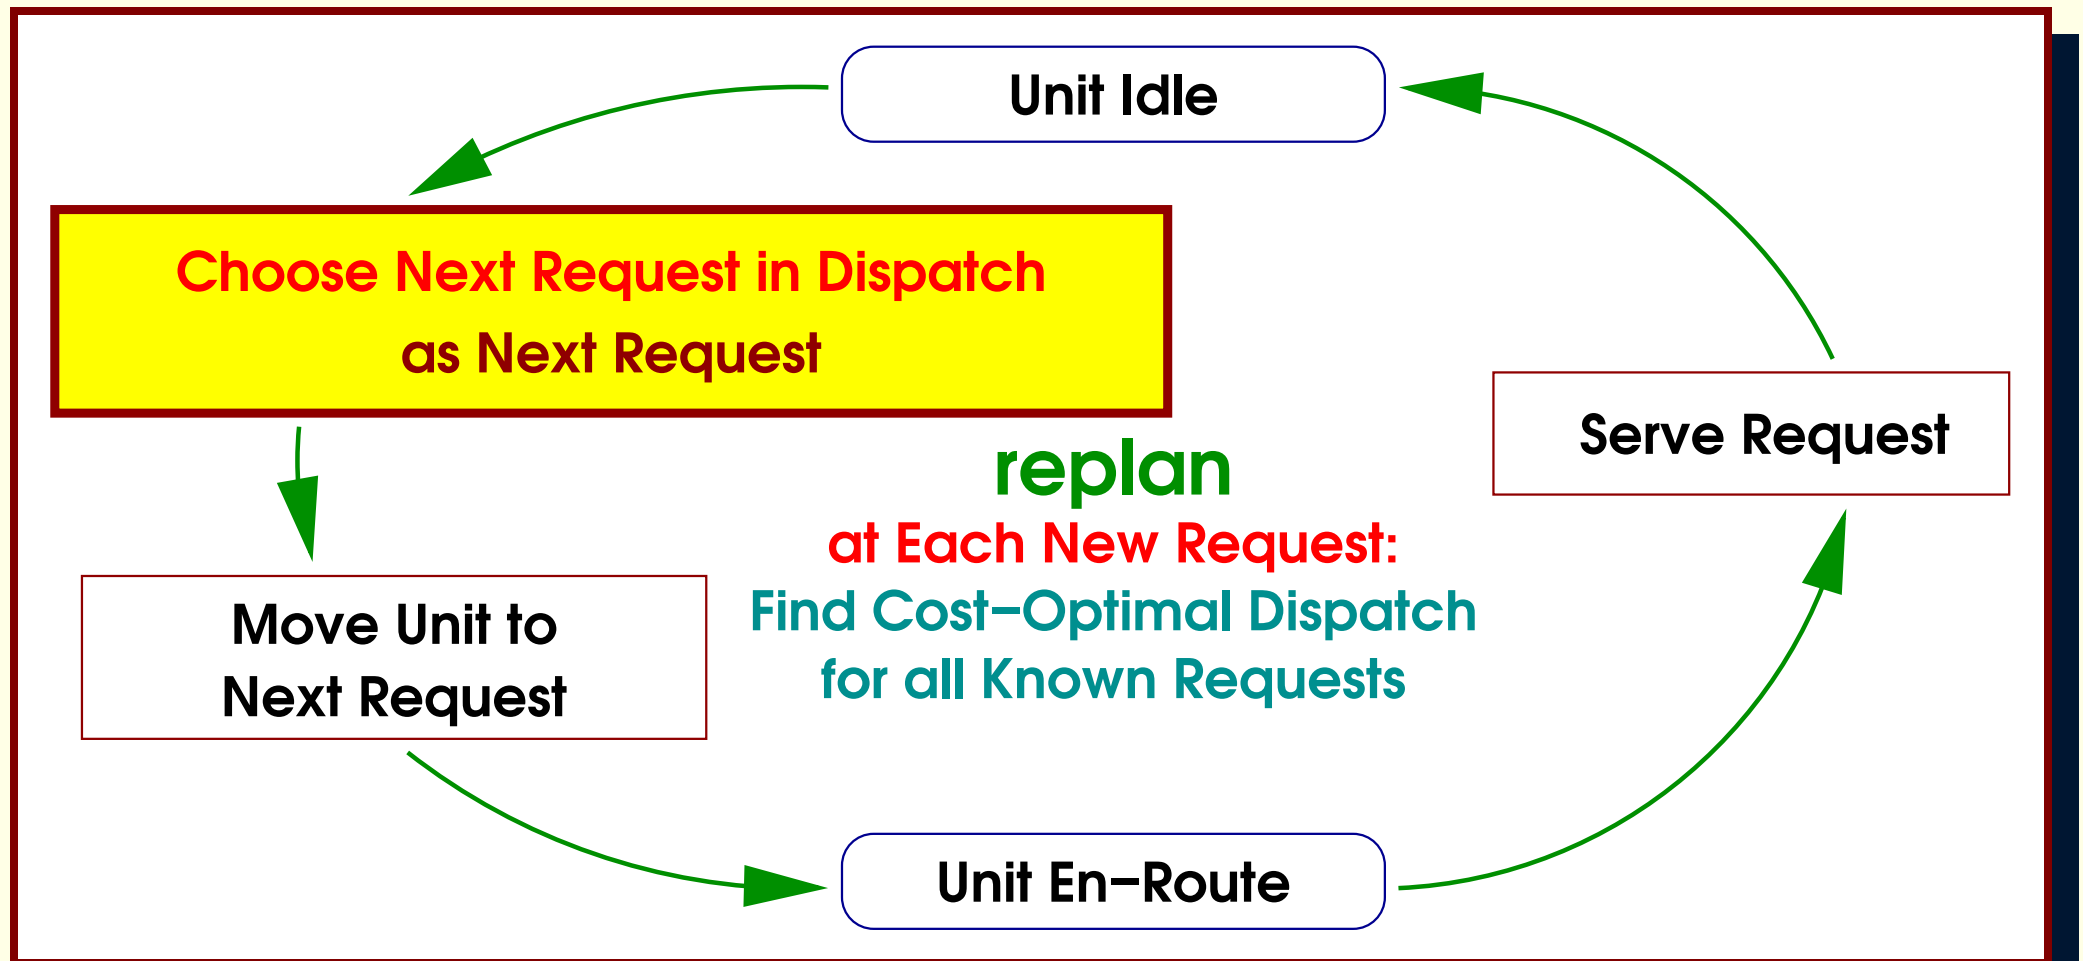 Unit Idle
Choose Next Request in Dispatch
as Next Request
Serve Request
replan
at Each New Request:
Find Cost–Optimal Dispatch
for all Known Requests
Move Unit to
Next Request
Unit En–Route